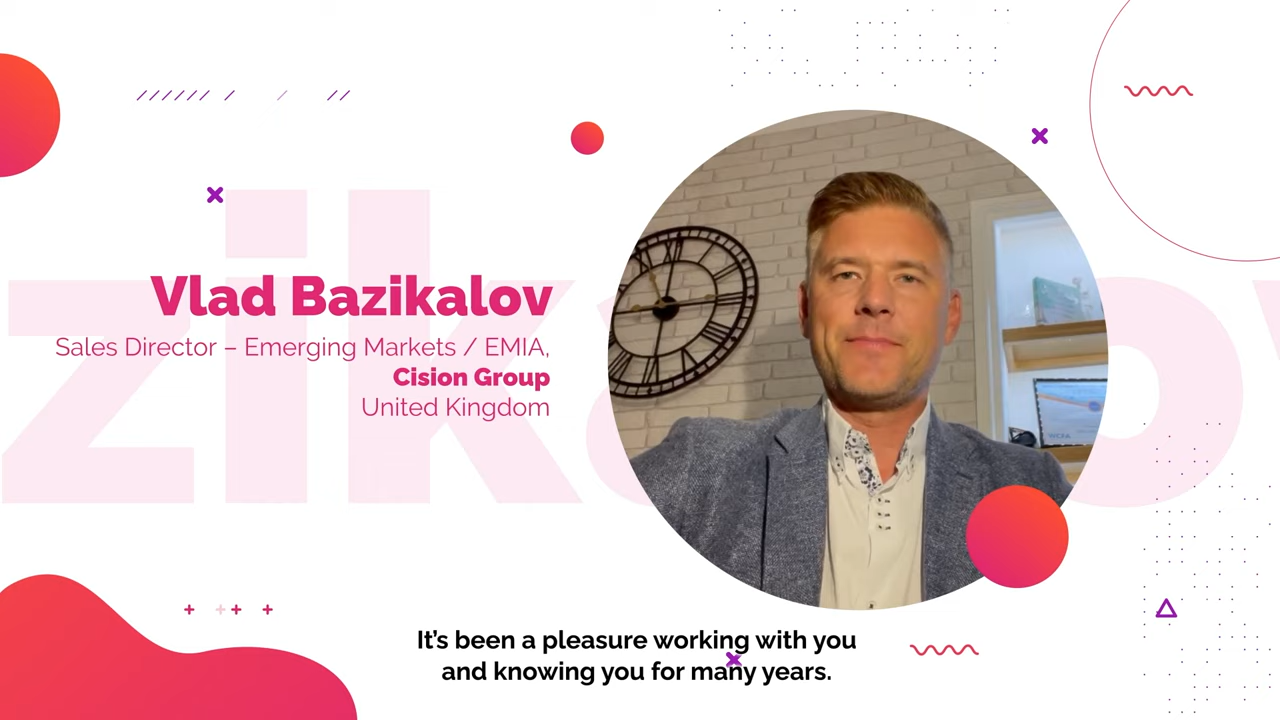 Vlad Bazikalov
Sales Director – Emerging Markets / EMIA,
Cision Group
United Kingdom
It's been a pleasure working with you
and knowing you for many years.